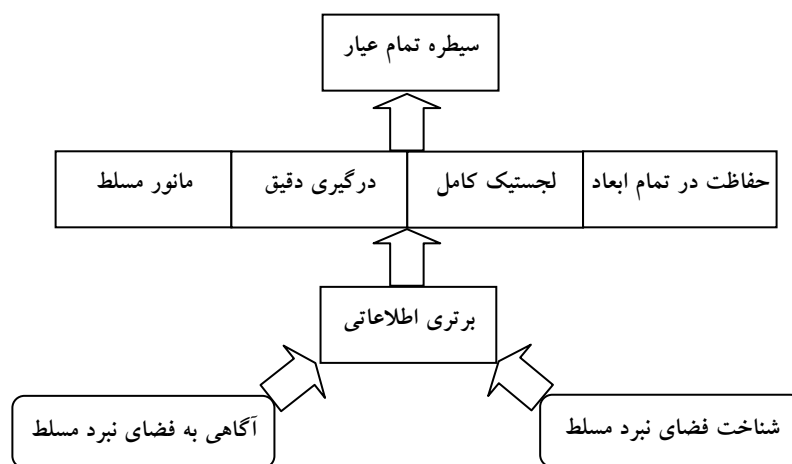 سیطره تمام عیار
حفاظت در تمام ابعاد
لجستیک کامل
درگیری دقیق
مانور مسلط
برتری اطلاعاتی
شناخت فضای نبرد مسلط
آگاهی به فضای نبرد مسلط